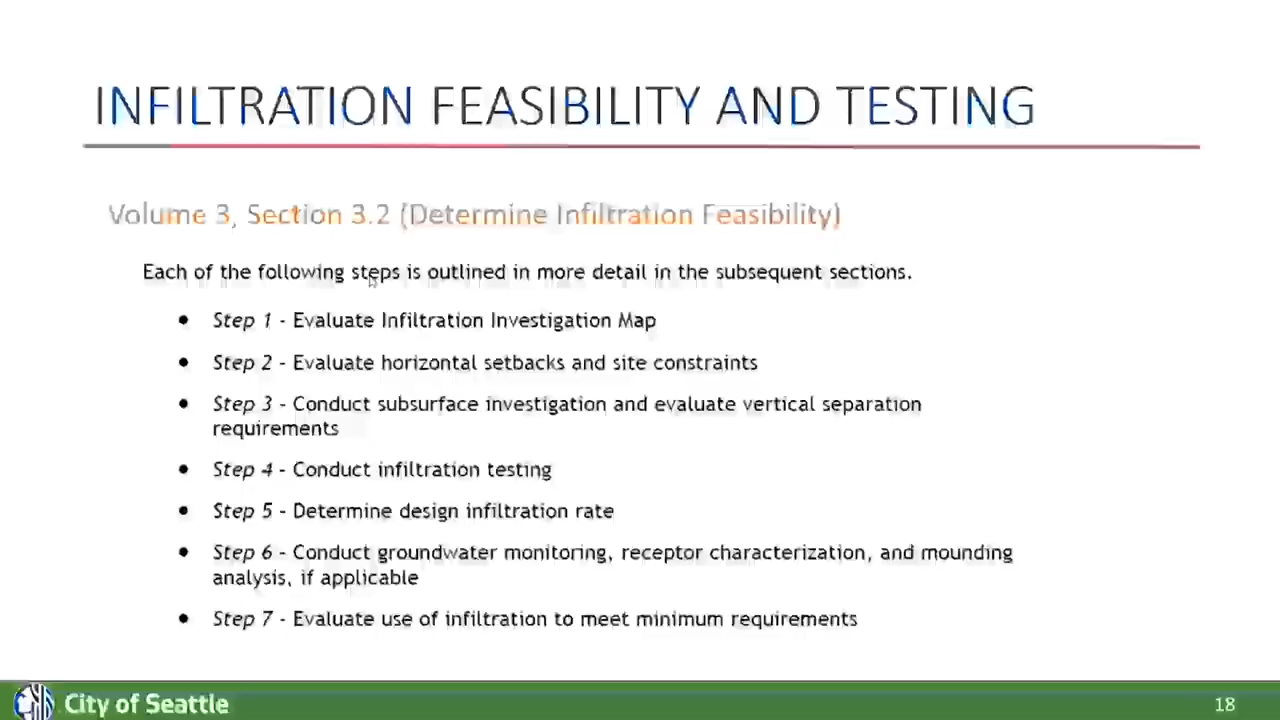 INFILTRATION FEASIBILITY AND TESTING
Volume 3, Section 3.2 (Determine Infiltration Feasibility)
Each of the following steps is outlined in more detail in the subsequent sections.
● Step 1 - Evaluate Infiltration Investigation Map
● Step 2 - Evaluate horizontal setbacks and site constraints
● Step 3 - Conduct subsurface investigation and evaluate vertical separation
requirements
● Step 4 - Conduct infiltration testing
● Step 5 - Determine design infiltration rate
● Step 6 - Conduct groundwater monitoring, receptor characterization, and mounding
analysis, if applicable
● Step 7 - Evaluate use of infiltration to meet minimum requirements
City of Seattle
18